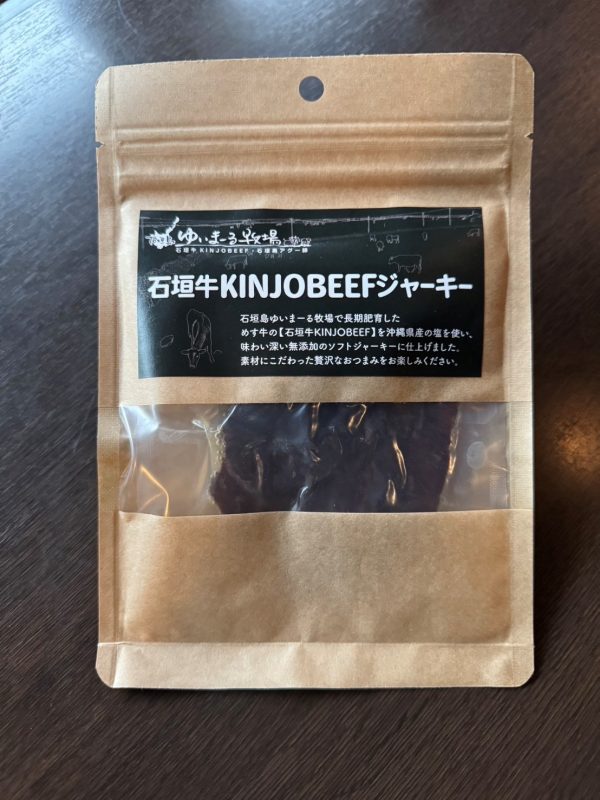 ゆいまーる牧場
石垣牛KINJOBEEF・石垣島アグー豚
石垣牛KINJOBEEFジャーキー
石垣島ゆいまーる牧場で長期肥育した
めす牛の【石垣牛KINJOBEEF】を沖縄県産の塩を使い、
味わい深い無添加のソフトジャーキーに仕上げました。
素材にこだわった贅沢なおつまみをお楽しみください。